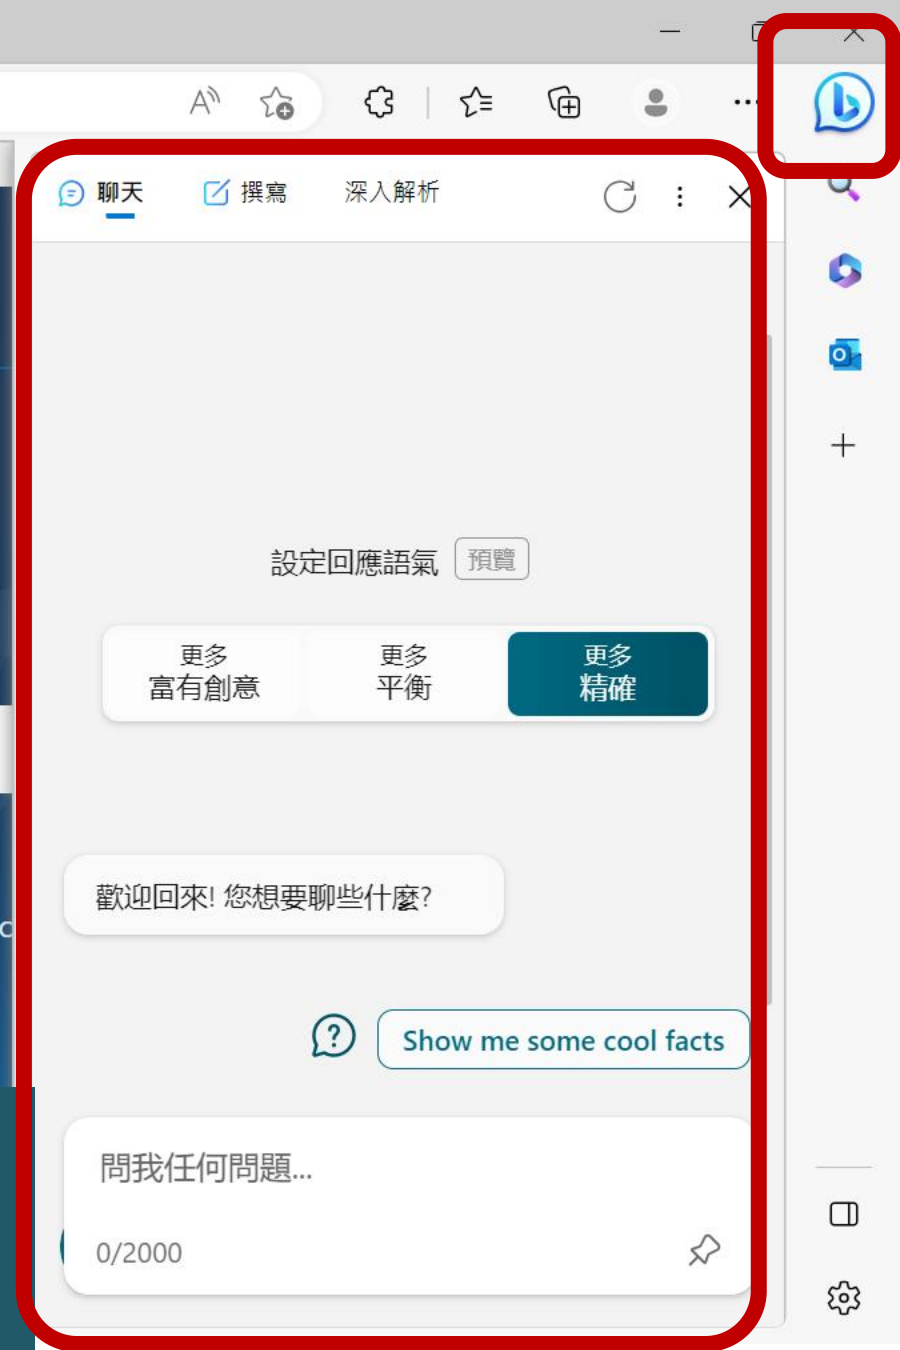 聊天 撰寫 深入解析
設定回應語氣 預覽
更多
富有創意
更多
平衡
更多
精確
歡迎回來! 您想要聊些什麼?
Show me some cool facts
問我任何問題...
0/2000